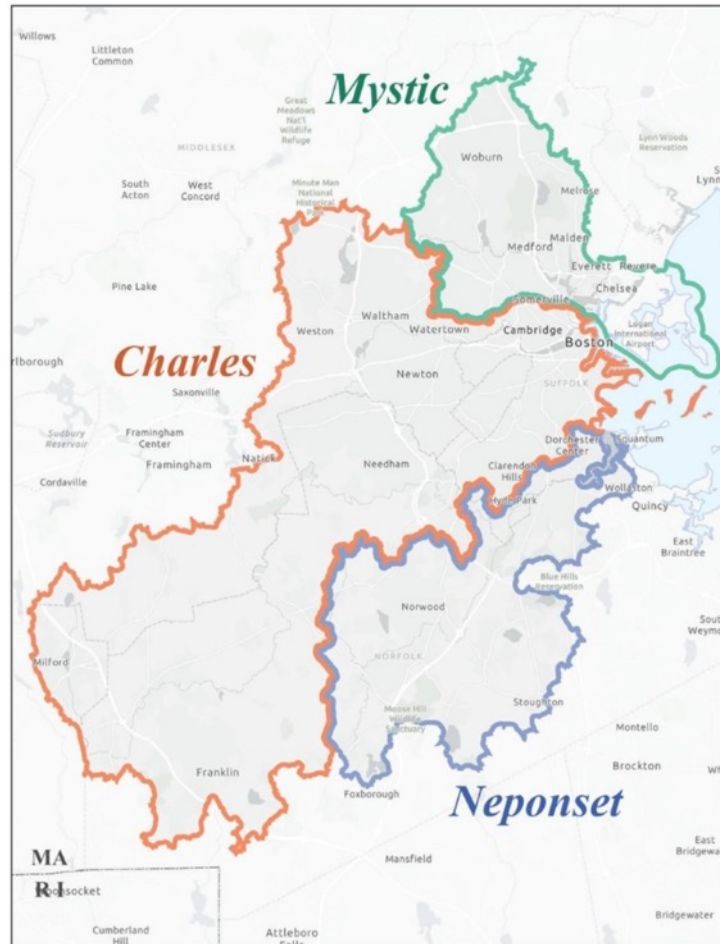 Willows
Littleton
Common
Mystic
Great
Meadows
Nat'l
Wildlife
Refuge
Lynn Woods
Reservation
MIDDLESEX
Woburn
South
Acton
West
Concord
Minute Man
National
Historical
Park
Melrose
Lynn
Malden
Medford
Everett
Revere
Pine Lake
Chelsea
Somerville
Waltham
Logan
International
Airport
Weston
Watertown
Cambridge
Boston
Charles
Newton
SUFFOLK
Saxonville
Sudbury
Reservoir
Framingham
Center
Dorchester
Center
Squantum
Natick
Framingham
Needham
Clarendon
Hills
Cordaville
Hyde Park
Wollaston
Quincy
East
Braintree
Blue Hills
Reservation
Norwood
Milford
NORFOLK
Moose Hill
Wildlife
Sanctuary
Stoughton
Montello
Franklin
Brockton
Foxborough
Neponset
East
MA
Mansfield
R I
Bridgewater
Cumberland
Hill
Attleboro
Falls